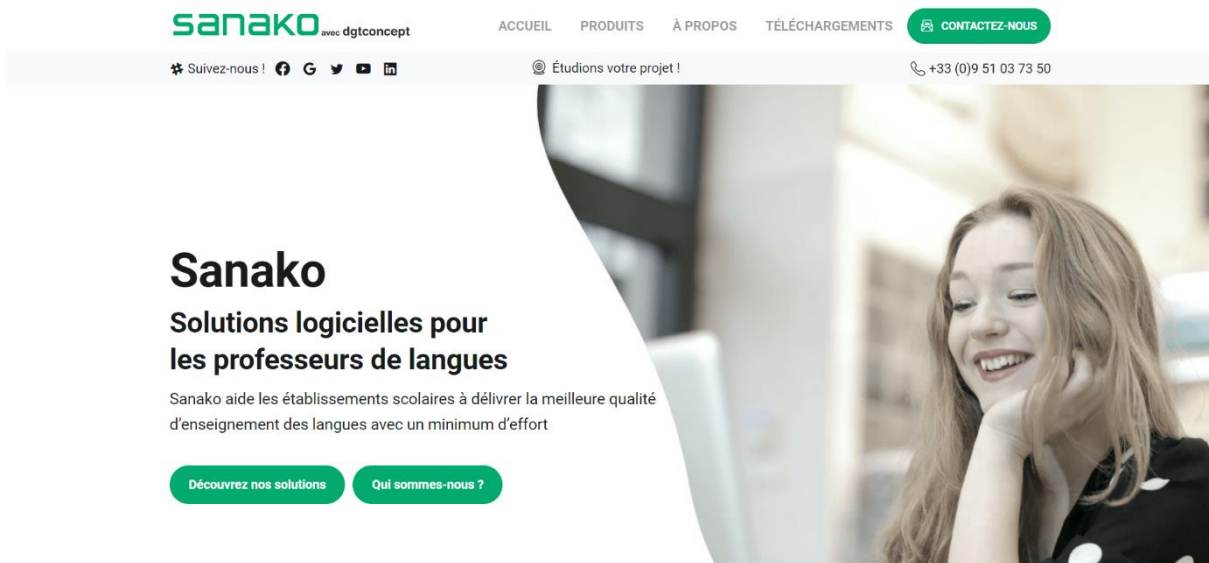 sanako avec dgtconcept
ACCUEIL PRODUITS À PROPOS TÉLÉCHARGEMENTS CONTACTEZ-NOUS
Suivez-nous ! Étudions votre projet ! +33 (0)9 51 03 73 50
Sanako
Solutions logicielles pour
les professeurs de langues
Sanako aide les établissements scolaires à délivrer la meilleure qualité
d'enseignement des langues avec un minimum d'effort
Découvrez nos solutions Qui sommes-nous ?